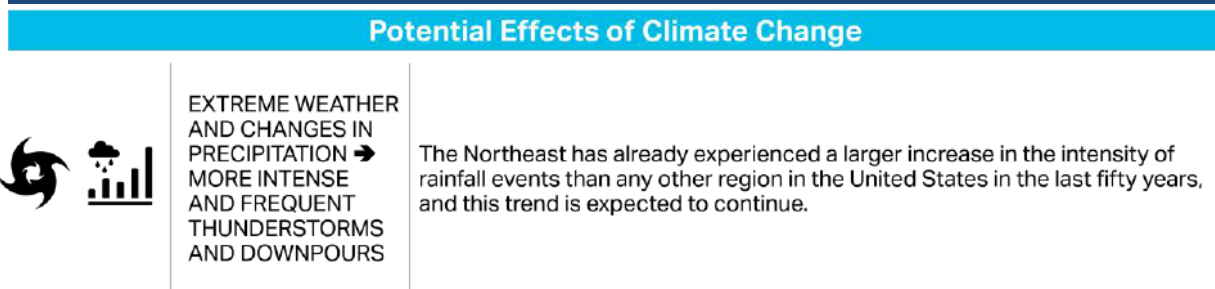 Potential Effects of Climate Change
EXTREME WEATHER
AND CHANGES IN
PRECIPITATION ➔
MORE INTENSE
AND FREQUENT
THUNDERSTORMS
AND DOWNPOURS
The Northeast has already experienced a larger increase in the intensity of
rainfall events than any other region in the United States in the last fifty years,
and this trend is expected to continue.